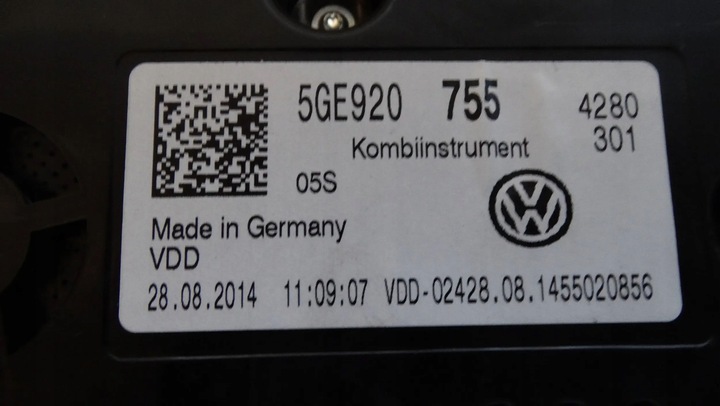 5GE920 755 4280
Kombiinstrument 301
05S
VW
Made in Germany
VDD
28.08.2014 11:09:07 VDD-02428.08.1455020856